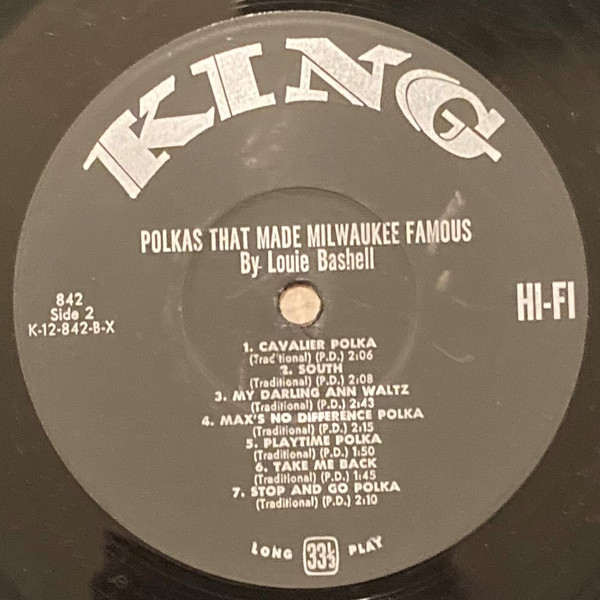 KING
POLKAS THAT MADE MILWAUKEE FAMOUS
By Louie Bashell
842
Side 2
K-12-842-B-X
HI-FI
1. CAVALIER POLKA
(Traditional) (P.D.) 2:06
2. SOUTH
(Traditional) (P.D.) 2:08
3. MY DARLING ANN WALTZ
(Traditional) (P.D.) 2:43
4. MAX'S NO DIFFERENCE POLKA
(Traditional) (P.D.) 2:15
5. PLAYTIME POLKA
(Traditional) (P.D.) 1:50
6. TAKE ME BACK
(Traditional) (P.D.) 1:45
7. STOP AND GO POLKA
(Traditional) (P.D.) 2:10
LONG 33⅓ PLAY